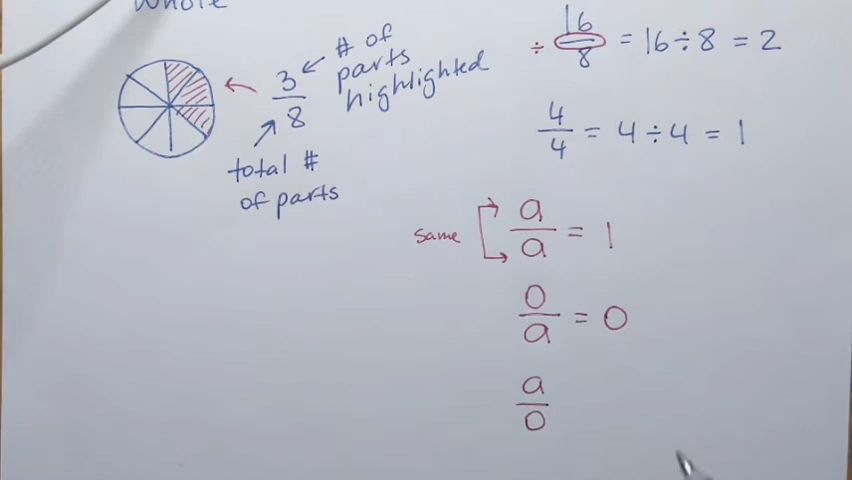 whole
3/8
# of
parts
highlighted
total #
of parts
÷ 16/8 = 16 ÷ 8 = 2
4/4 = 4 ÷ 4 = 1
same a/a = 1
0/a = 0
a/0